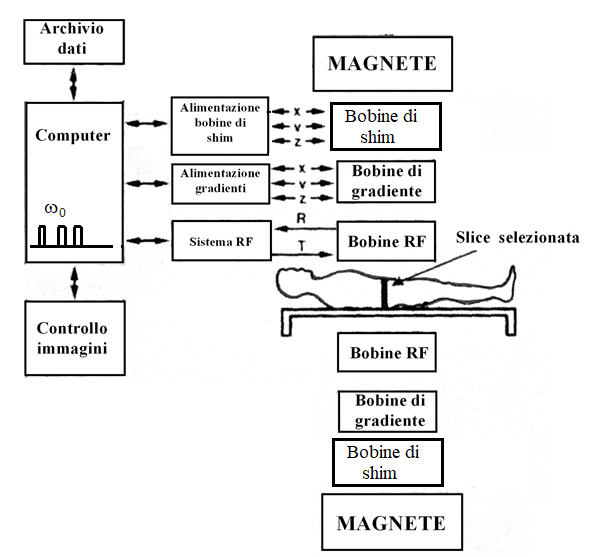 Archivio
dati
MAGNETE
Computer
ω0
Alimentazione
bobine di
shim
X
Y
Z
Bobine di
shim
Alimentazione
gradienti
X
Y
Z
Bobine di
gradiente
Sistema RF
R
T
Bobine RF
Slice selezionata
Controllo
immagini
Bobine RF
Bobine di
gradiente
Bobine di
shim
MAGNETE